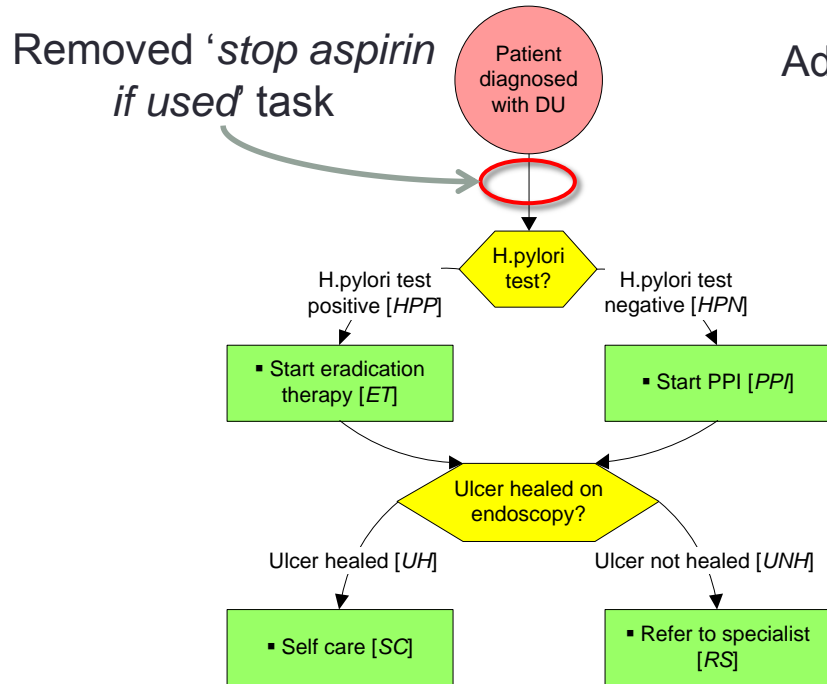 Removed ‘stop aspirin
if used’ task
Ad
Patient
diagnosed
with DU
H.pylori
test?
H.pylori test
positive [HPP]
H.pylori test
negative [HPN]
▪ Start eradication
therapy [ET]
▪ Start PPI [PPI]
Ulcer healed on
endoscopy?
Ulcer healed [UH]
Ulcer not healed [UNH]
▪ Self care [SC]
▪ Refer to specialist
[RS]